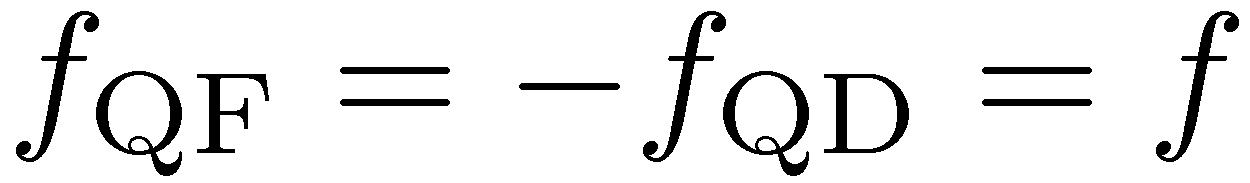 f_QF = −f_QD = f